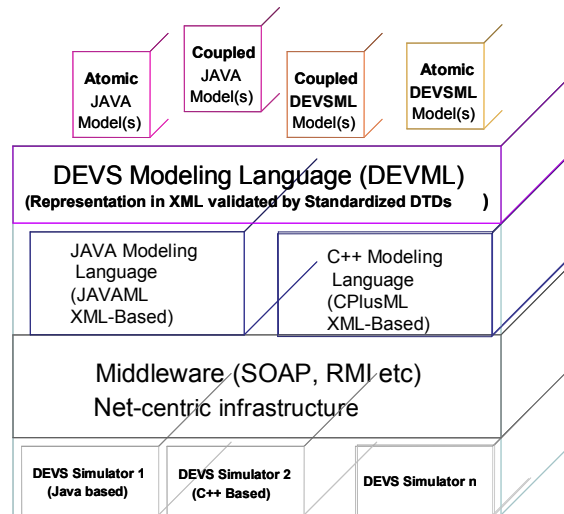 Atomic
JAVA
Model(s)
Coupled
JAVA
Model(s)
Coupled
DEVSML
Model(s)
Atomic
DEVSML
Model(s)
DEVS Modeling Language (DEVML)
(Representation in XML validated by Standardized DTDs )
JAVA Modeling
Language
(JAVAML
XML-Based)
C++ Modeling
Language
(CPlusML
XML-Based)
Middleware (SOAP, RMI etc)
Net-centric infrastructure
DEVS Simulator 1
(Java based)
DEVS Simulator 2
(C++ Based)
DEVS Simulator n